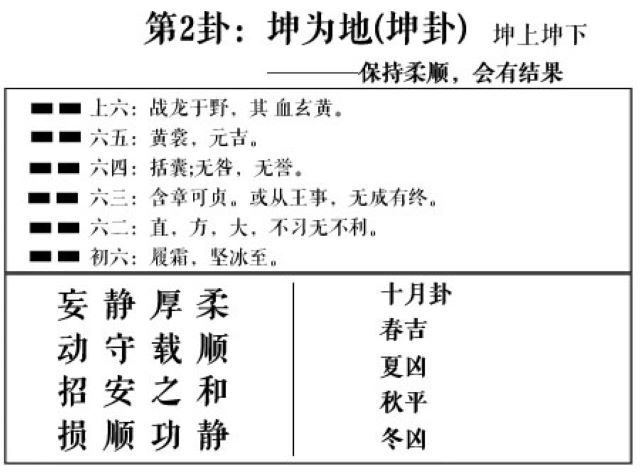 第2卦：坤为地(坤卦） 坤上坤下
————保持柔顺，会有结果
上六：战龙于野，其 血玄黄。
六五：黄裳，元吉。
六四：括囊;无咎，无誉。
六三：含章可贞。或从王事，无成有终。
六二：直，方，大，不习无不利。
初六：履霜，坚冰至。
柔顺和静
厚载之功
静守安顺
妄动招损
十月卦
春吉
夏凶
秋平
冬凶